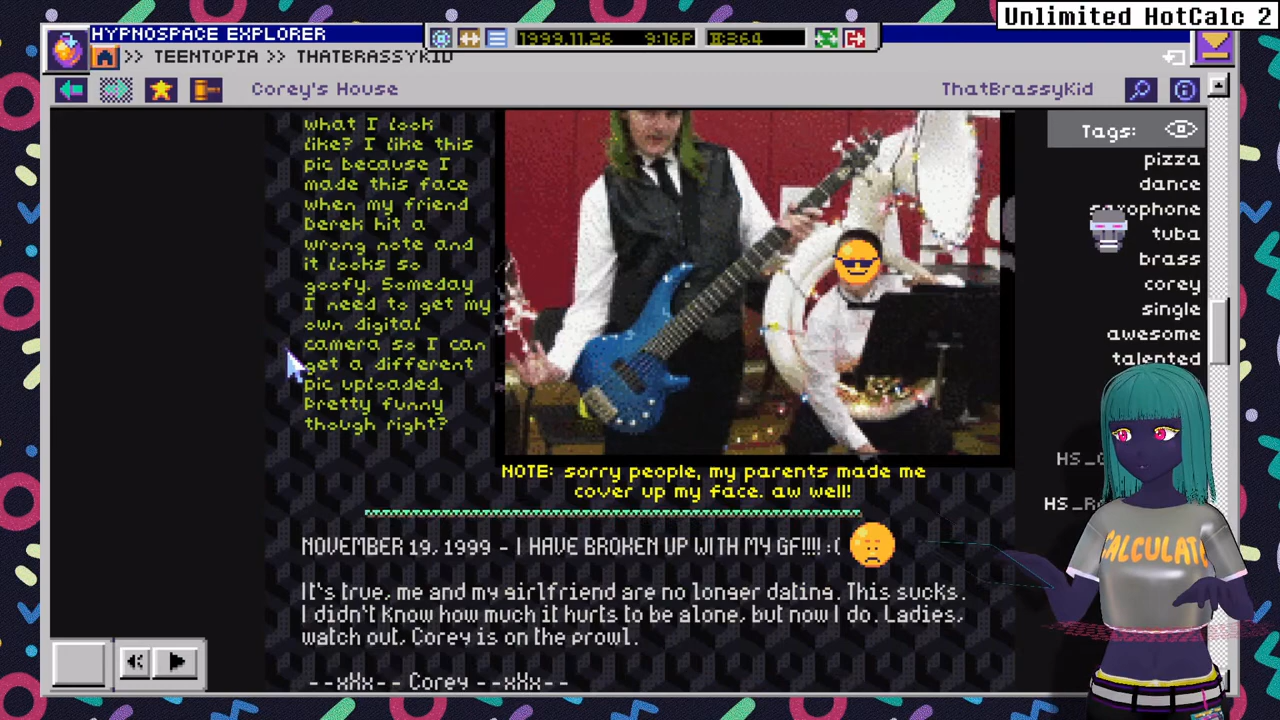 Unlimited HotCalc 2
HYPNOSPACE EXPLORER
1999.11.26 9:16P 364
>> TEENTOPIA >> THATBRASSYKID
Corey's House
ThatBrassyKid
what I look
like? I like this
pic because I
made this face
when my friend
Derek hit a
wrong note and
it looks so
goofy. Someday
I need to get my
own digital
camera so I can
get a different
pic uploaded.
Pretty funny
though right?
NOTE: sorry people, my parents made me
cover up my face. aw well!
NOVEMBER 19, 1999 - I HAVE BROKEN UP WITH MY GF!!!! :(
It's true, me and my girlfriend are no longer dating. This sucks.
I didn't know how much it hurts to be alone, but now I do. Ladies,
watch out, Corey is on the prowl.
--xXx-- Corey --xXx--
Tags:
pizza
dance
saxophone
tuba
brass
corey
single
awesome
talented
CALCULATE